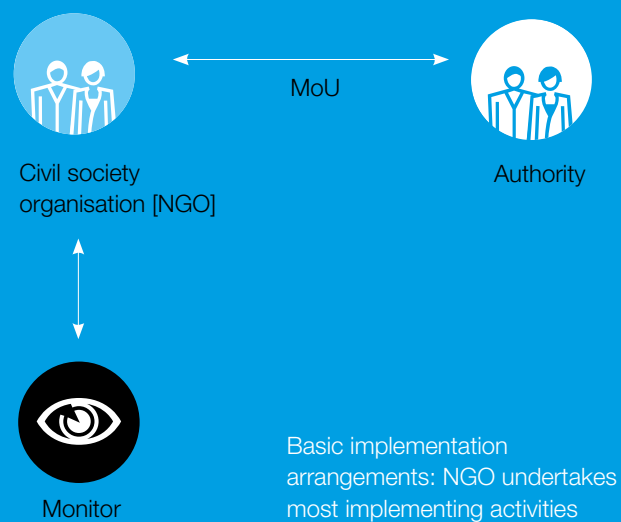 MoU
Civil society
organisation [NGO]
Authority
Monitor
Basic implementation
arrangements: NGO undertakes
most implementing activities